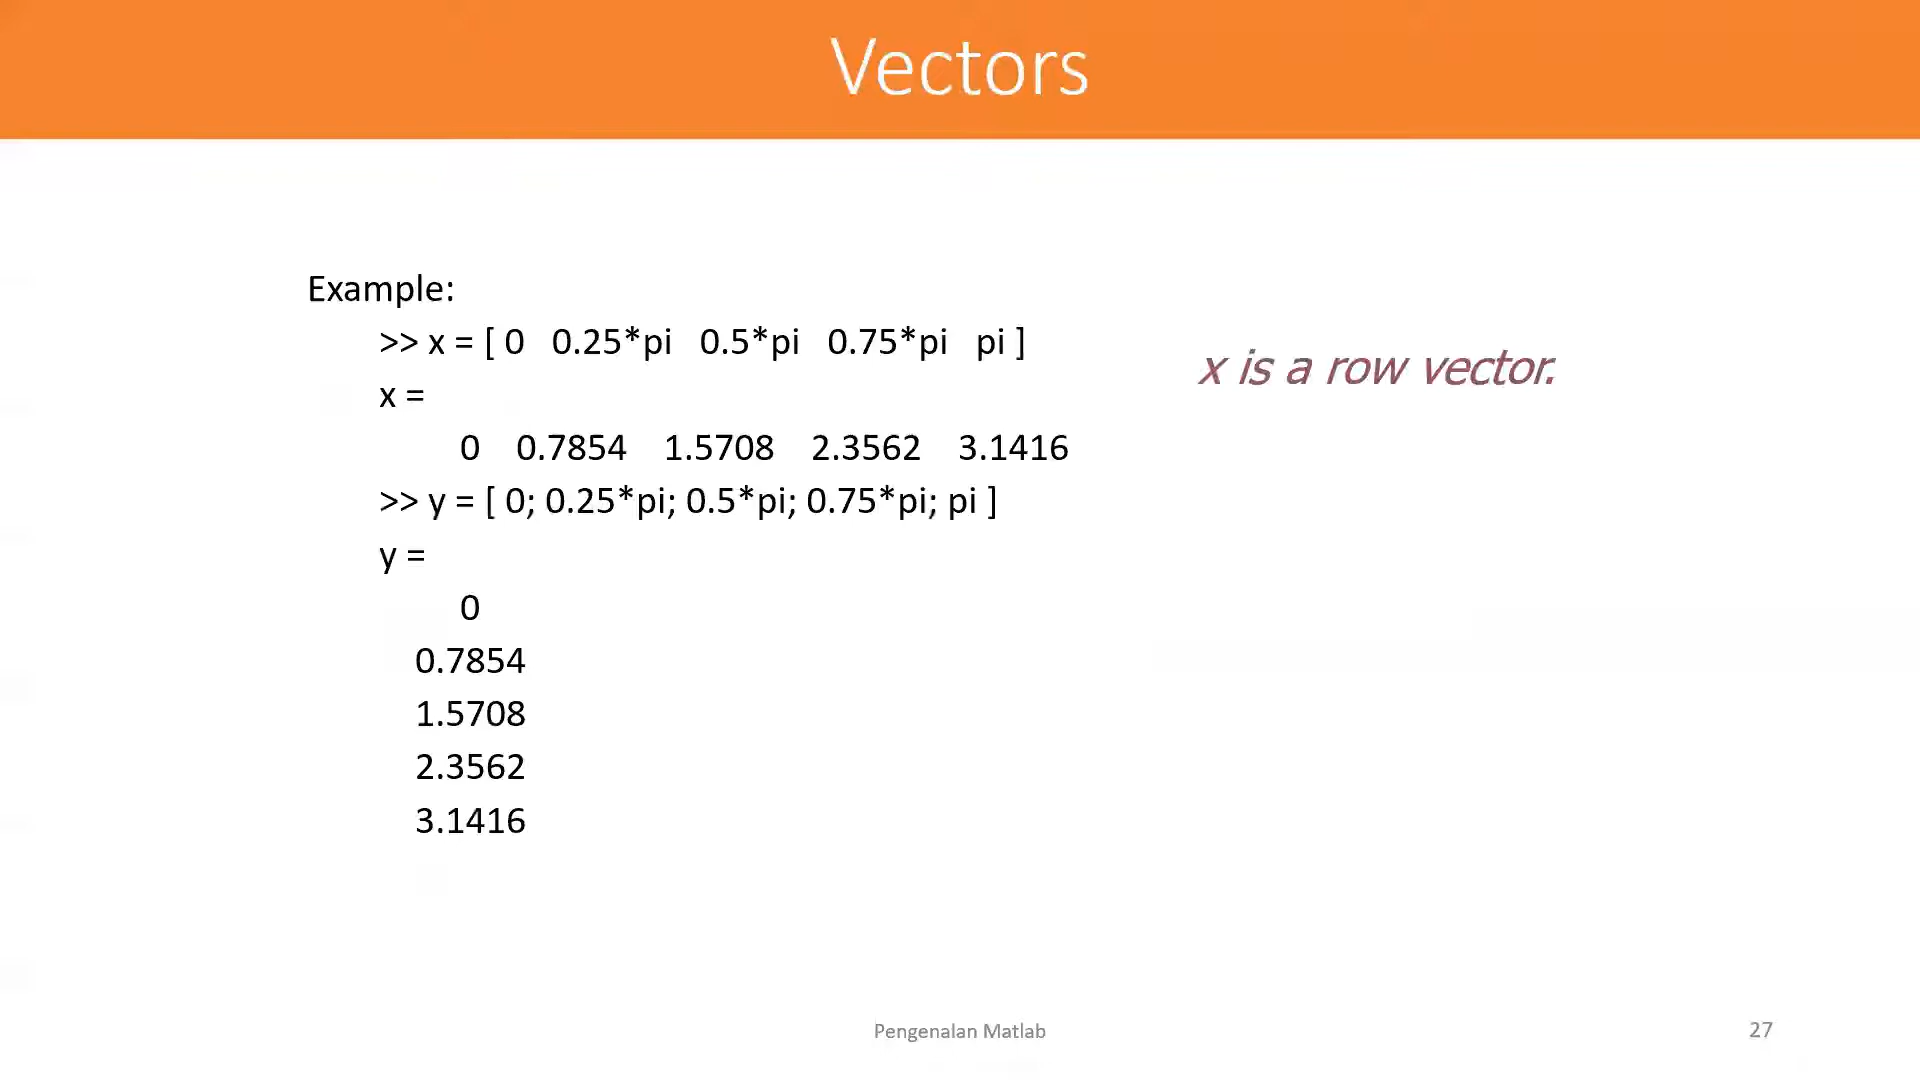 Vectors
Example:
>> x = [ 0 0.25*pi 0.5*pi 0.75*pi pi ]
x is a row vector.
x =
0 0.7854 1.5708 2.3562 3.1416
>> y = [ 0; 0.25*pi; 0.5*pi; 0.75*pi; pi ]
y =
0
0.7854
1.5708
2.3562
3.1416
Pengenalan Matlab
27